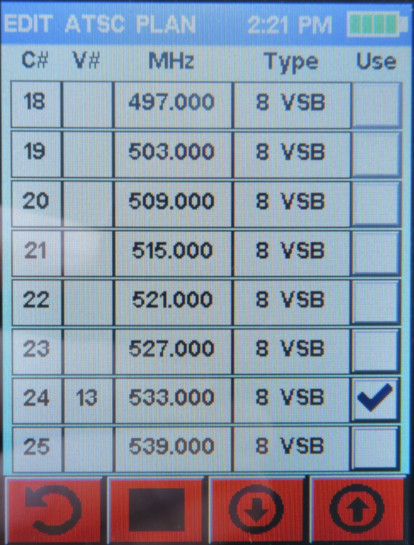 EDIT ATSC PLAN 2:21 PM
C# V# MHz Type Use
18 497.000 8 VSB
19 503.000 8 VSB
20 509.000 8 VSB
21 515.000 8 VSB
22 521.000 8 VSB
23 527.000 8 VSB
24 13 533.000 8 VSB
25 539.000 8 VSB